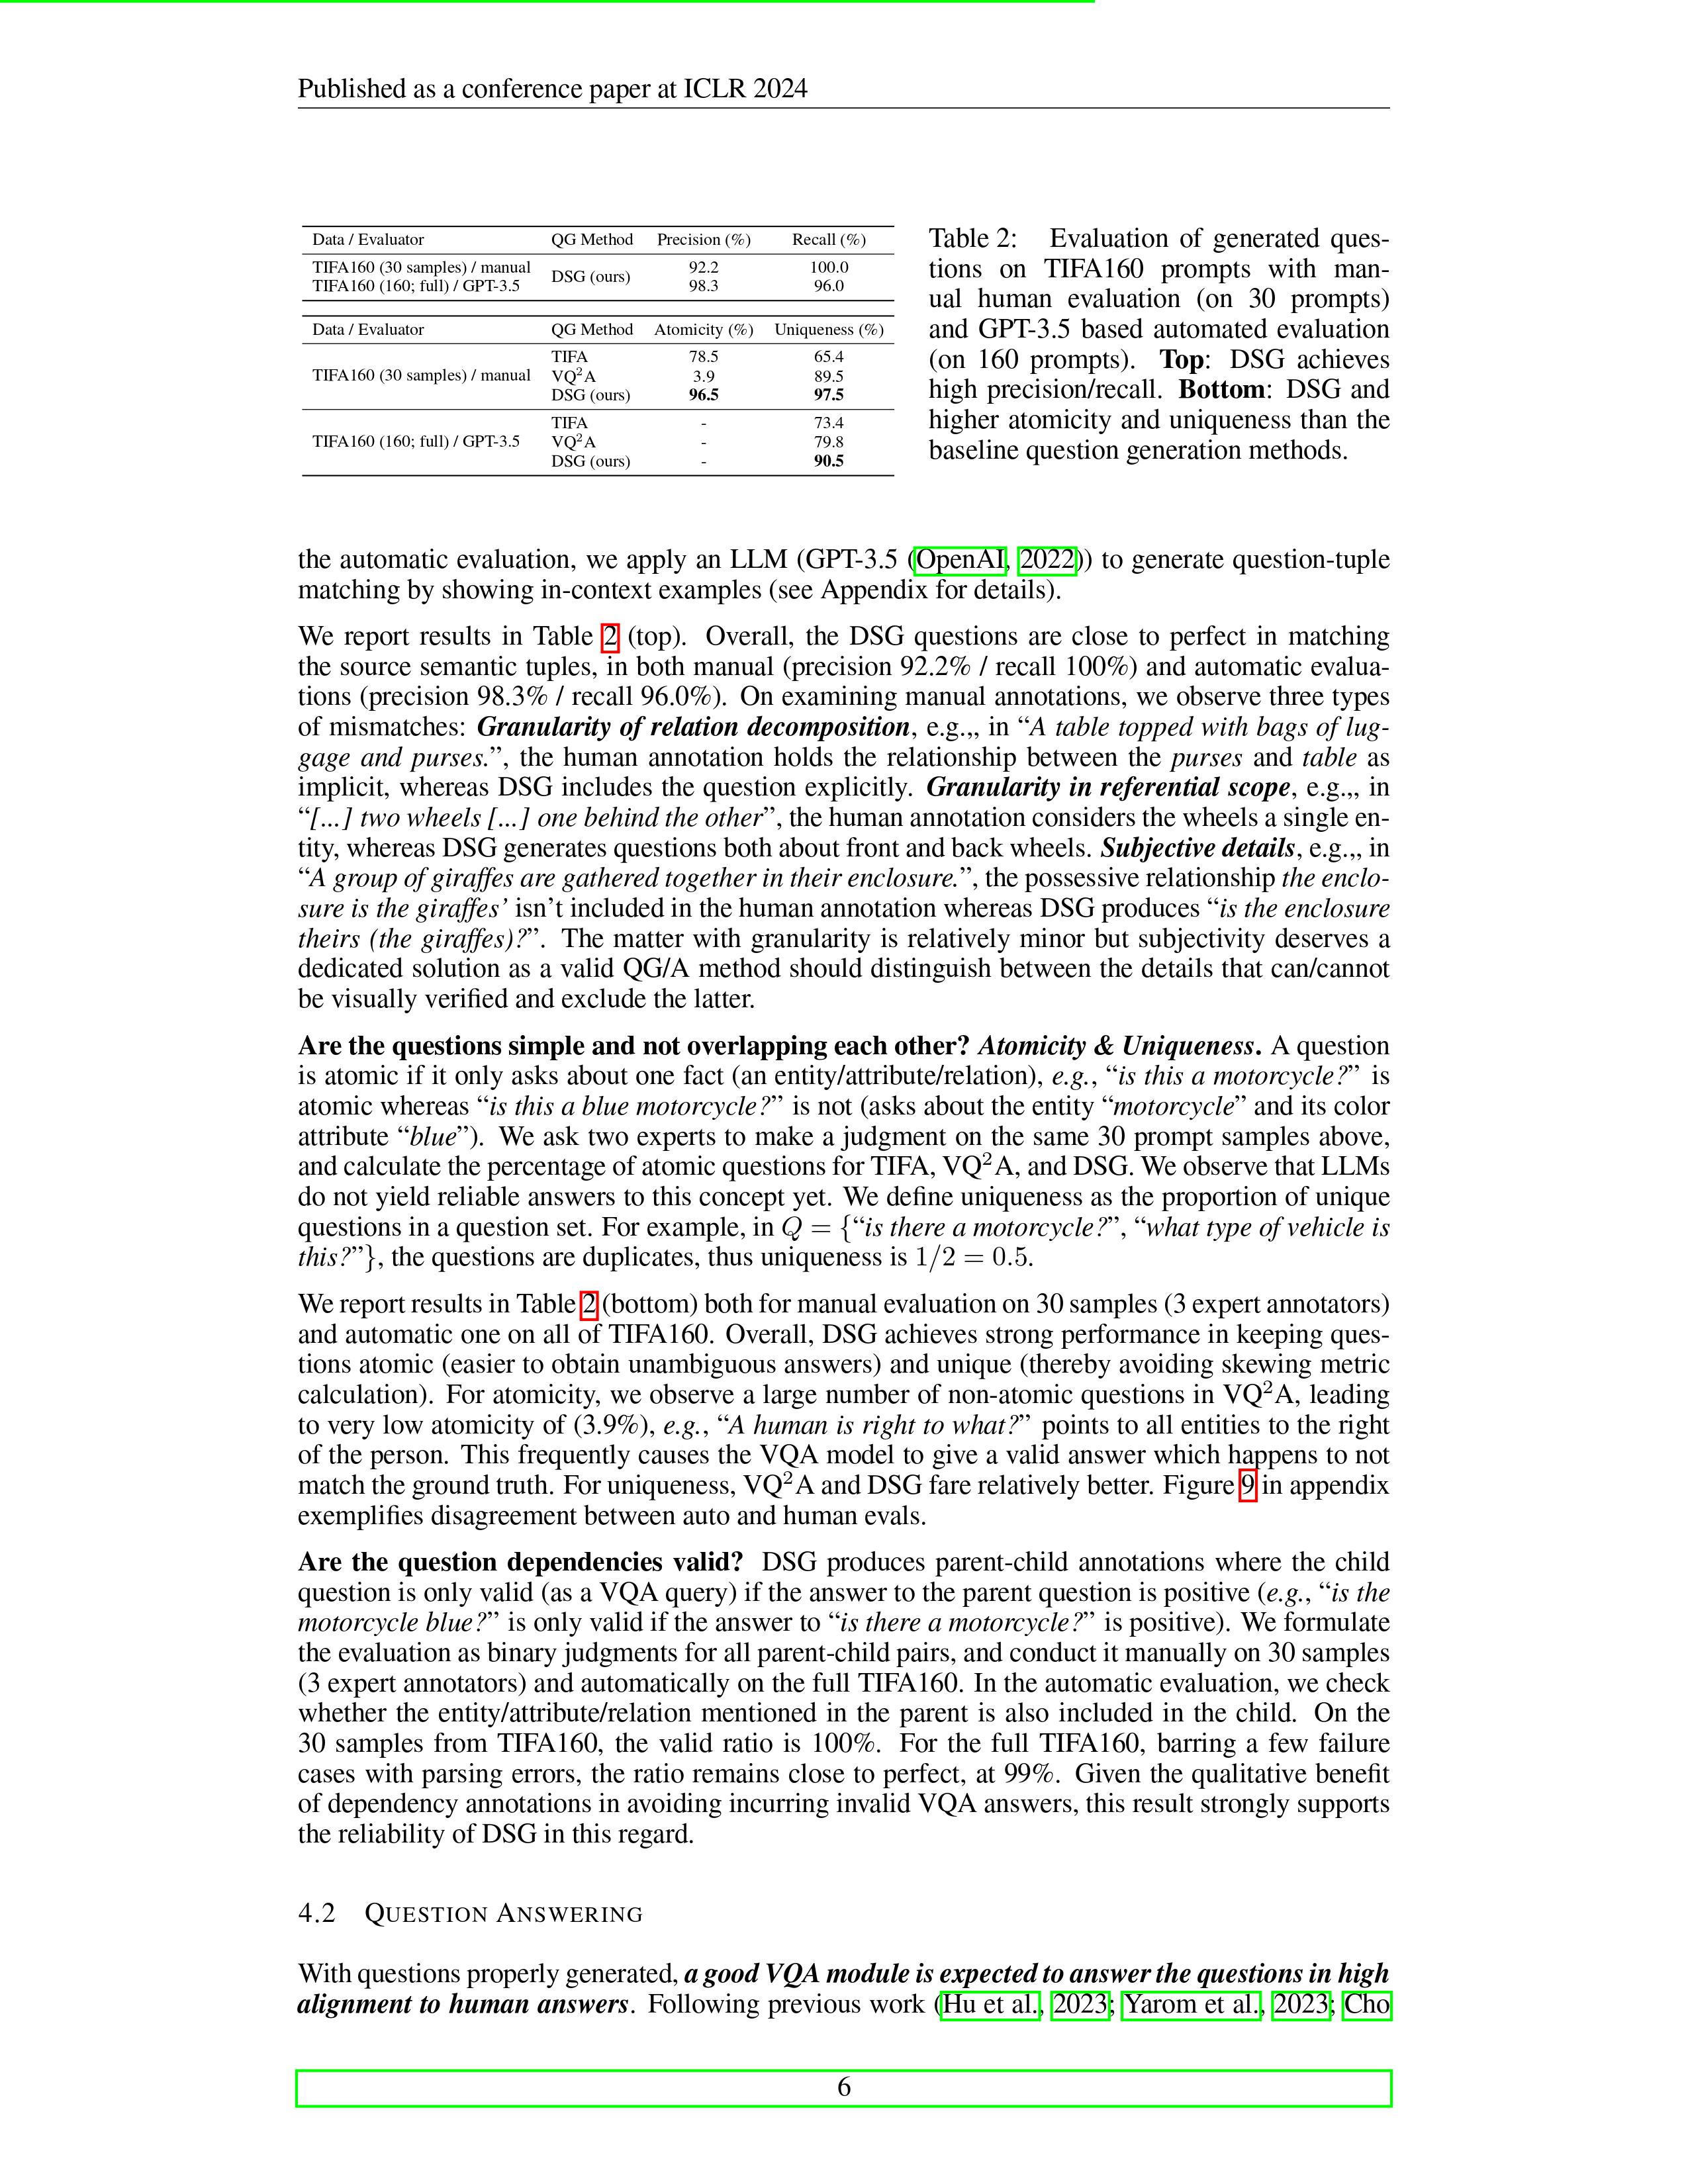 Published as a conference paper at ICLR 2024
Data / Evaluator QG Method Precision (%) Recall (%)
TIFA160 (30 samples) / manual DSG (ours) 92.2 100.0
TIFA160 (160; full) / GPT-3.5 98.3 96.0
Data / Evaluator QG Method Atomicity (%) Uniqueness (%)
TIFA 78.5 65.4
TIFA160 (30 samples) / manual VQ²A 3.9 89.5
DSG (ours) 96.5 97.5
TIFA - 73.4
TIFA160 (160; full) / GPT-3.5 VQ²A - 79.8
DSG (ours) - 90.5
Table 2: Evaluation of generated ques-
tions on TIFA160 prompts with man-
ual human evaluation (on 30 prompts)
and GPT-3.5 based automated evaluation
(on 160 prompts). Top: DSG achieves
high precision/recall. Bottom: DSG and
higher atomicity and uniqueness than the
baseline question generation methods.
the automatic evaluation, we apply an LLM (GPT-3.5 (OpenAI, 2022)) to generate question-tuple
matching by showing in-context examples (see Appendix for details).
We report results in Table 2 (top). Overall, the DSG questions are close to perfect in matching
the source semantic tuples, in both manual (precision 92.2% / recall 100%) and automatic evalua-
tions (precision 98.3% / recall 96.0%). On examining manual annotations, we observe three types
of mismatches: Granularity of relation decomposition, e.g.,, in “A table topped with bags of lug-
gage and purses.”, the human annotation holds the relationship between the purses and table as
implicit, whereas DSG includes the question explicitly. Granularity in referential scope, e.g.,, in
“[...] two wheels [...] one behind the other”, the human annotation considers the wheels a single en-
tity, whereas DSG generates questions both about front and back wheels. Subjective details, e.g.,, in
“A group of giraffes are gathered together in their enclosure.”, the possessive relationship the enclo-
sure is the giraffes’ isn’t included in the human annotation whereas DSG produces “is the enclosure
theirs (the giraffes)?”. The matter with granularity is relatively minor but subjectivity deserves a
dedicated solution as a valid QG/A method should distinguish between the details that can/cannot
be visually verified and exclude the latter.
Are the questions simple and not overlapping each other? Atomicity & Uniqueness. A question
is atomic if it only asks about one fact (an entity/attribute/relation), e.g., “is this a motorcycle?” is
atomic whereas “is this a blue motorcycle?” is not (asks about the entity “motorcycle” and its color
attribute “blue”). We ask two experts to make a judgment on the same 30 prompt samples above,
and calculate the percentage of atomic questions for TIFA, VQ²A, and DSG. We observe that LLMs
do not yield reliable answers to this concept yet. We define uniqueness as the proportion of unique
questions in a question set. For example, in Q = {“is there a motorcycle?”, “what type of vehicle is
this?”}, the questions are duplicates, thus uniqueness is 1/2 = 0.5.
We report results in Table 2 (bottom) both for manual evaluation on 30 samples (3 expert annotators)
and automatic one on all of TIFA160. Overall, DSG achieves strong performance in keeping ques-
tions atomic (easier to obtain unambiguous answers) and unique (thereby avoiding skewing metric
calculation). For atomicity, we observe a large number of non-atomic questions in VQ²A, leading
to very low atomicity of (3.9%), e.g., “A human is right to what?” points to all entities to the right
of the person. This frequently causes the VQA model to give a valid answer which happens to not
match the ground truth. For uniqueness, VQ²A and DSG fare relatively better. Figure 9 in appendix
exemplifies disagreement between auto and human evals.
Are the question dependencies valid? DSG produces parent-child annotations where the child
question is only valid (as a VQA query) if the answer to the parent question is positive (e.g., “is the
motorcycle blue?” is only valid if the answer to “is there a motorcycle?” is positive). We formulate
the evaluation as binary judgments for all parent-child pairs, and conduct it manually on 30 samples
(3 expert annotators) and automatically on the full TIFA160. In the automatic evaluation, we check
whether the entity/attribute/relation mentioned in the parent is also included in the child. On the
30 samples from TIFA160, the valid ratio is 100%. For the full TIFA160, barring a few failure
cases with parsing errors, the ratio remains close to perfect, at 99%. Given the qualitative benefit
of dependency annotations in avoiding incurring invalid VQA answers, this result strongly supports
the reliability of DSG in this regard.
4.2 QUESTION ANSWERING
With questions properly generated, a good VQA module is expected to answer the questions in high
alignment to human answers. Following previous work (Hu et al., 2023; Yarom et al., 2023; Cho
6